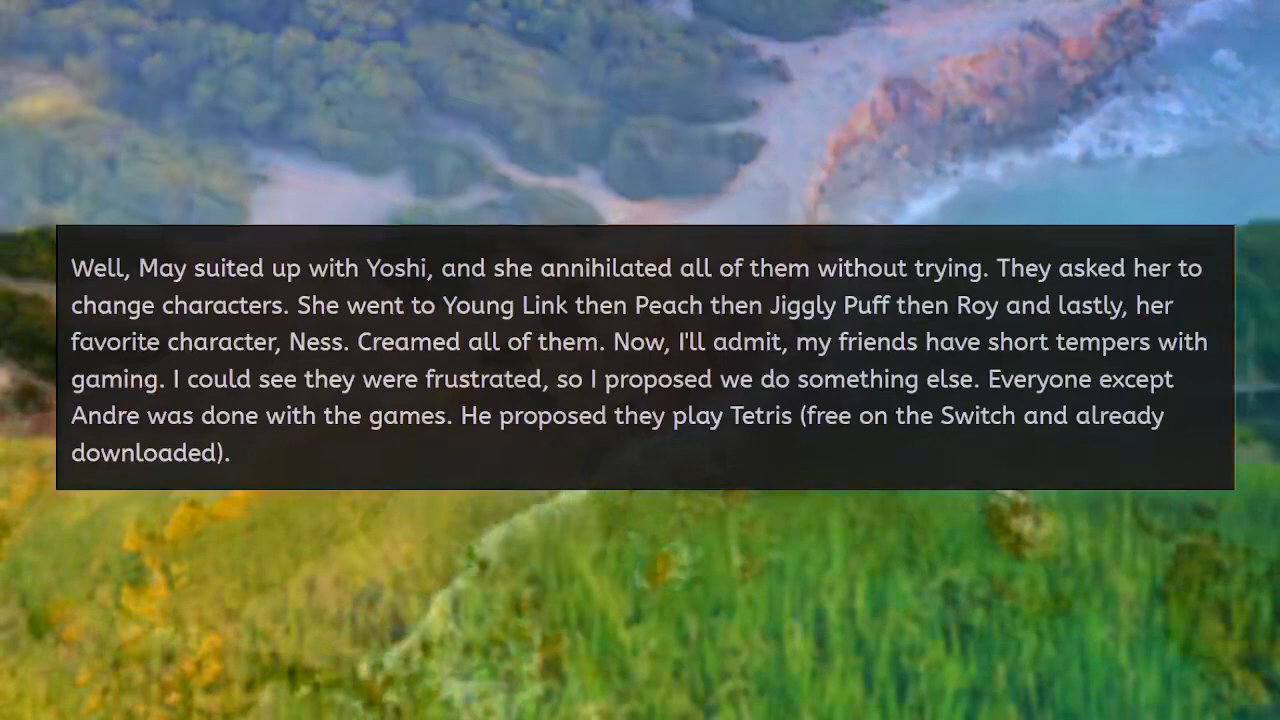 Well, May suited up with Yoshi, and she annihilated all of them without trying. They asked her to
change characters. She went to Young Link then Peach then Jiggly Puff then Roy and lastly, her
favorite character, Ness. Creamed all of them. Now, I'll admit, my friends have short tempers with
gaming. I could see they were frustrated, so I proposed we do something else. Everyone except
Andre was done with the games. He proposed they play Tetris (free on the Switch and already
downloaded).